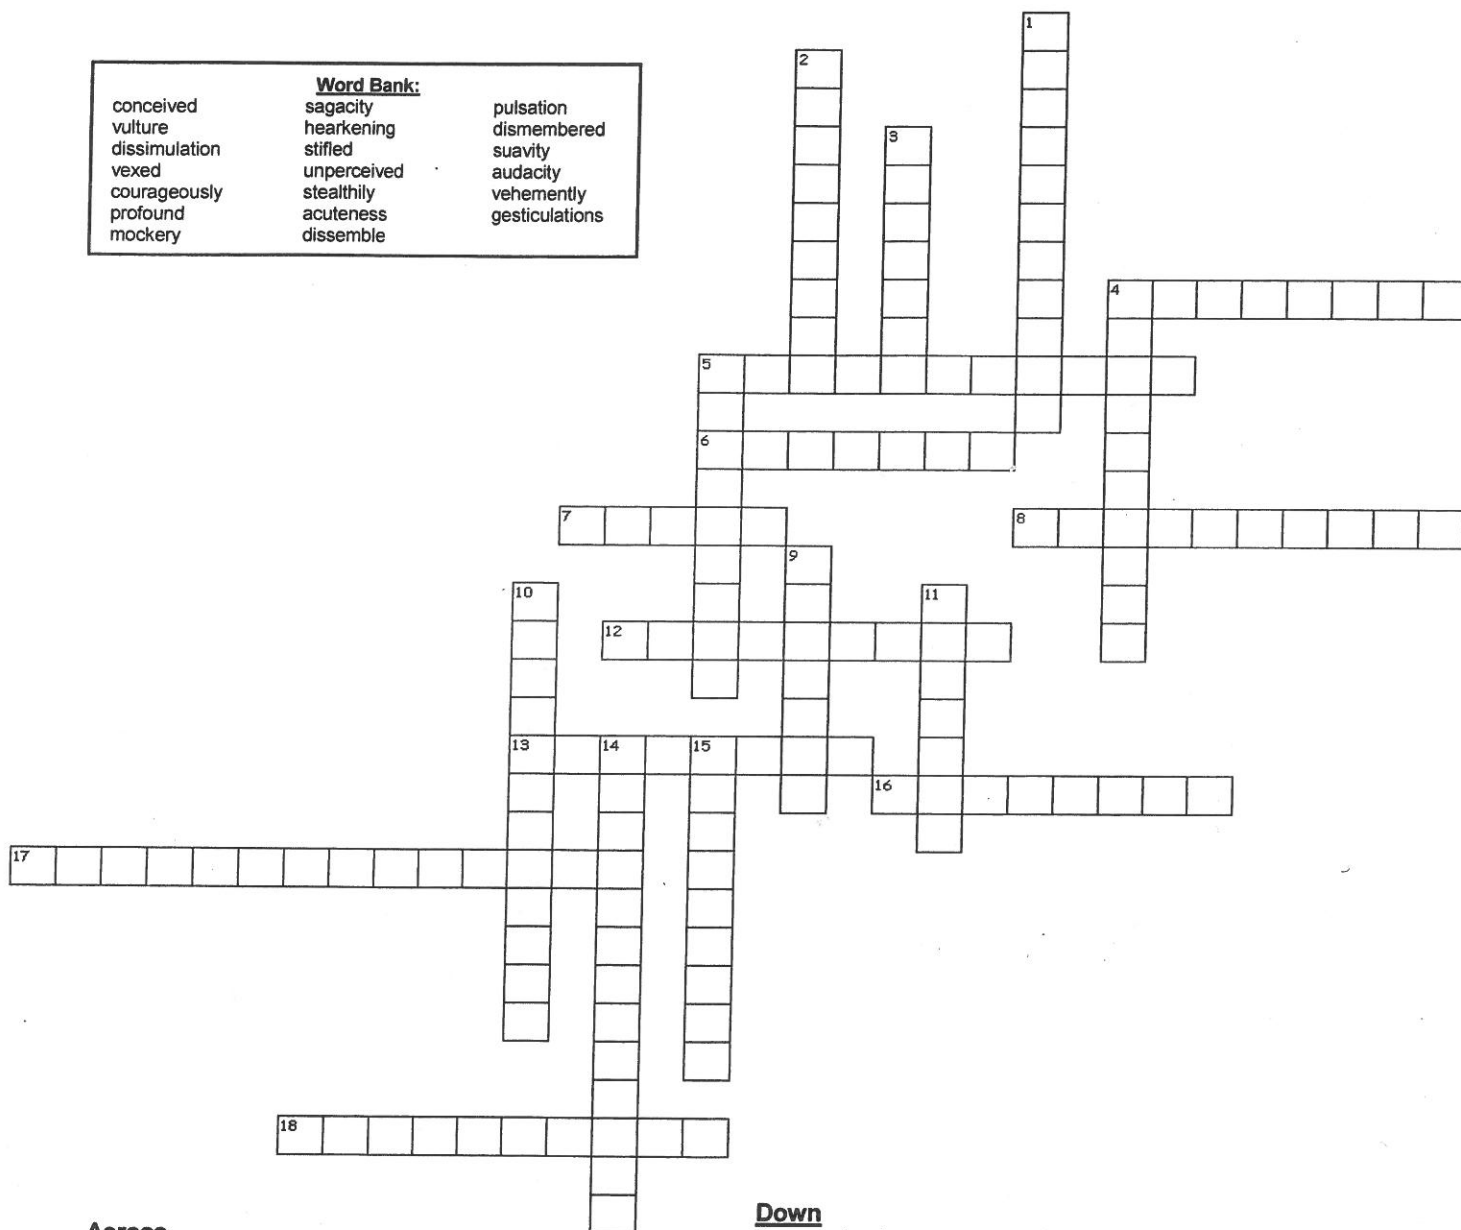 Word Bank:
conceived sagacity pulsation
vulture hearkening dismembered
dissimulation stifled suavity
vexed unperceived audacity
courageously stealthily vehemently
profound acuteness gesticulations
mockery dissemble
1
2
3
4
5
6
7
8
9
10
11
12
13 14 15
16
17
18
Down
Across